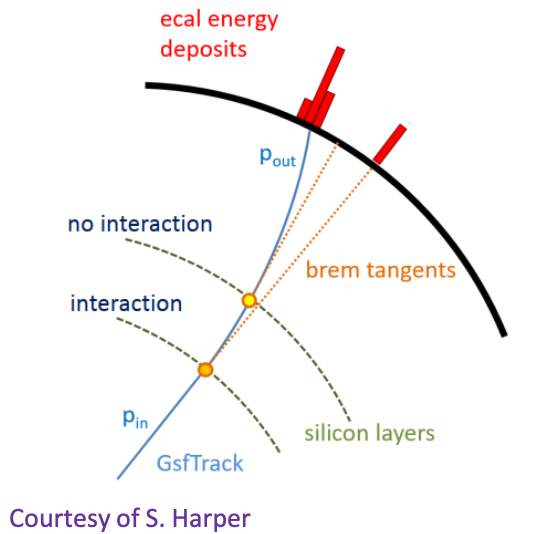 ecal energy
deposits
pout
no interaction
brem tangents
interaction
pin
silicon layers
GsfTrack
Courtesy of S. Harper